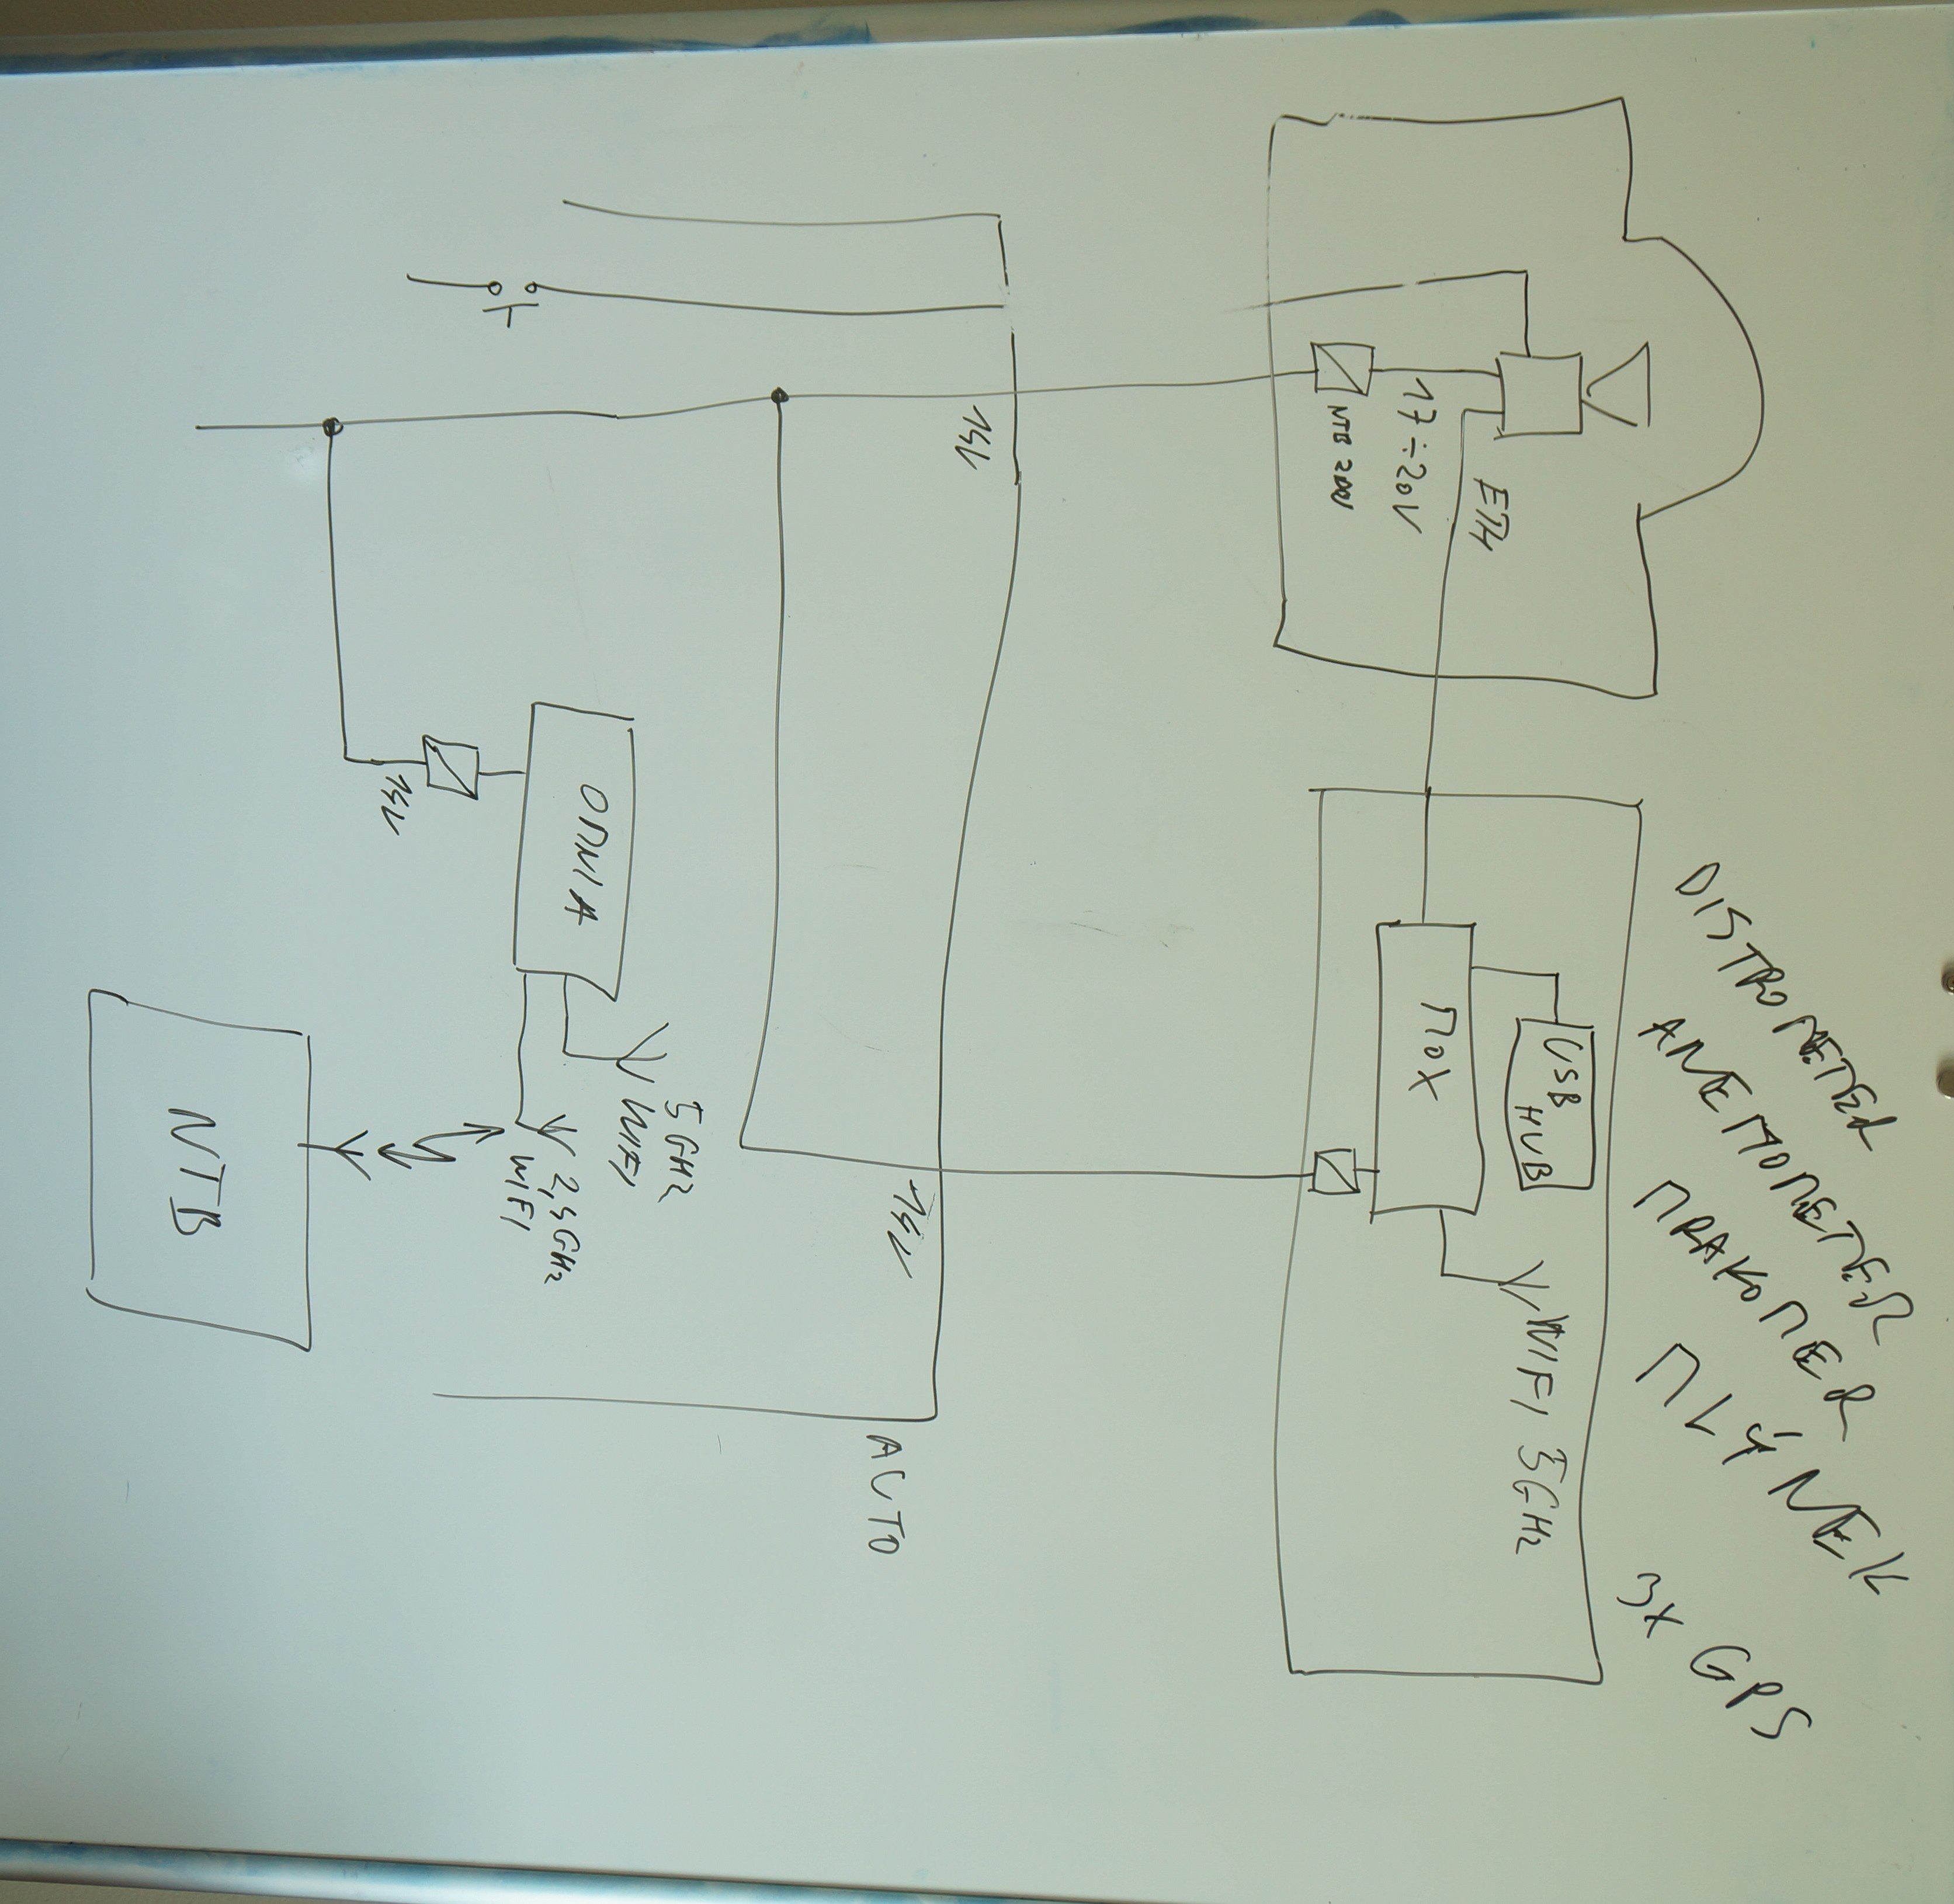 DISTROMETER
ANEMOMETER
MRAKOMER
MLÝNEK
3X GPS
USB
HUB
WIFI 5GHz
MOX
ETH
17÷20V
NTB 200W
14V
14V
AUTO
5GHz
WIFI
OMNIA
2,4GHz
WIFI
14V
NTB